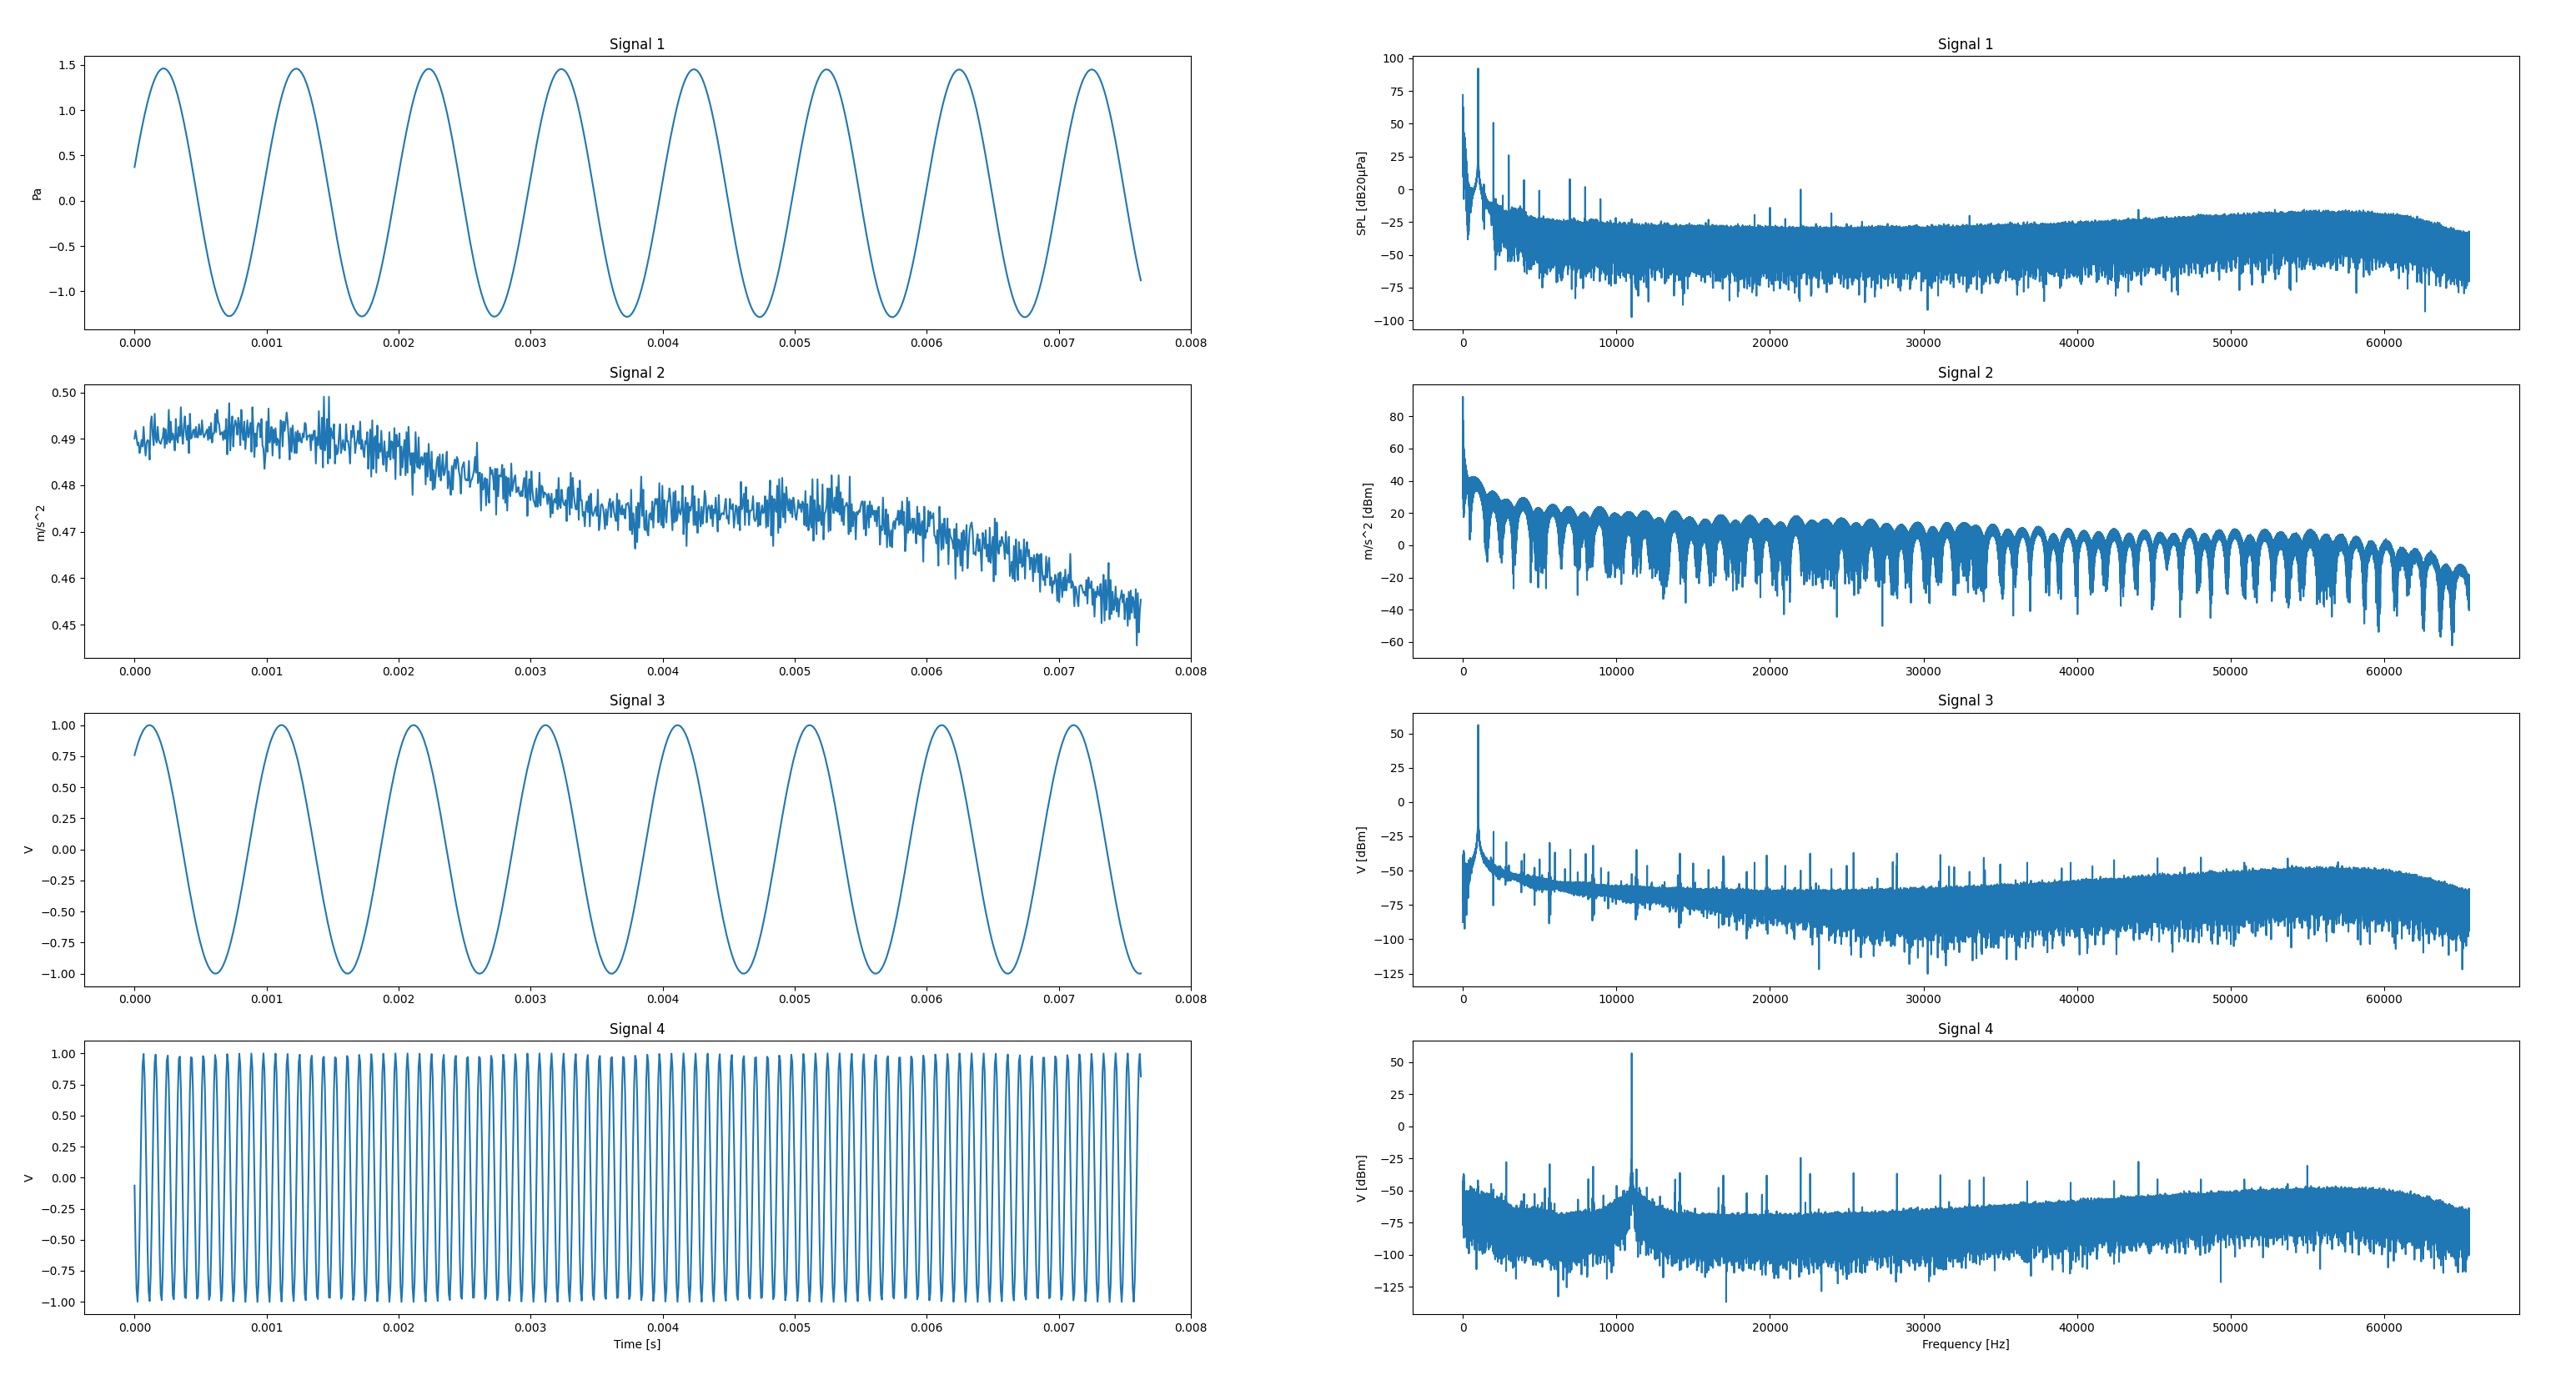 Signal 1
Pa
1.5
1.0
0.5
0.0
−0.5
−1.0
0.000 0.001 0.002 0.003 0.004 0.005 0.006 0.007 0.008
Signal 1
SPL [dB20µPa]
100
75
50
25
0
−25
−50
−75
−100
0 10000 20000 30000 40000 50000 60000
Signal 2
m/s^2
0.50
0.49
0.48
0.47
0.46
0.45
0.000 0.001 0.002 0.003 0.004 0.005 0.006 0.007 0.008
Signal 2
m/s^2 [dBm]
80
60
40
20
0
−20
−40
−60
0 10000 20000 30000 40000 50000 60000
Signal 3
V
1.00
0.75
0.50
0.25
0.00
−0.25
−0.50
−0.75
−1.00
0.000 0.001 0.002 0.003 0.004 0.005 0.006 0.007 0.008
Signal 3
V [dBm]
50
25
0
−25
−50
−75
−100
−125
0 10000 20000 30000 40000 50000 60000
Signal 4
V
1.00
0.75
0.50
0.25
0.00
−0.25
−0.50
−0.75
−1.00
0.000 0.001 0.002 0.003 0.004 0.005 0.006 0.007 0.008
Time [s]
Signal 4
V [dBm]
50
25
0
−25
−50
−75
−100
−125
0 10000 20000 30000 40000 50000 60000
Frequency [Hz]